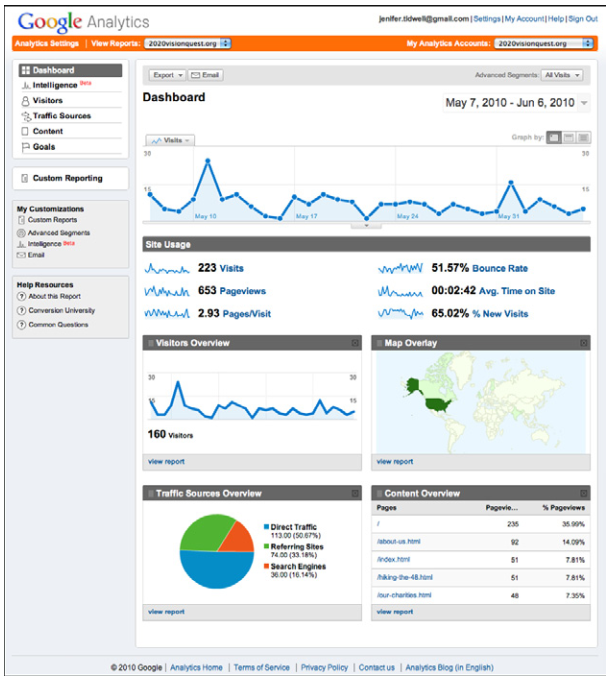 Google Analytics
jenifer.tidwell@gmail.com | Settings | My Account | Help | Sign Out
Analytics Settings | View Reports: 2020visionquest.org
My Analytics Accounts: 2020visionquest.org
Dashboard
Intelligence Beta
Visitors
Traffic Sources
Content
Goals
Custom Reporting
My Customizations
Custom Reports
Advanced Segments
Intelligence Beta
Email
Help Resources
About this Report
Conversion University
Common Questions
Export Email
Advanced Segments: All Visits
Dashboard
May 7, 2010 - Jun 6, 2010
Visits
Graph by:
30 30
15 15
May 10 May 17 May 24 May 31
Site Usage
223 Visits
51.57% Bounce Rate
653 Pageviews
00:02:42 Avg. Time on Site
2.93 Pages/Visit
65.02% % New Visits
Visitors Overview
30 30
15 15
160 Visitors
view report
Map Overlay
view report
Traffic Sources Overview
Direct Traffic
113.00 (50.67%)
Referring Sites
74.00 (33.18%)
Search Engines
36.00 (16.14%)
view report
Content Overview
Pages Pagevie... % Pageviews
/ 235 35.99%
/about-us.html 92 14.09%
/index.html 51 7.81%
/hiking-the-48.html 51 7.81%
/our-charities.html 48 7.35%
view report
© 2010 Google | Analytics Home | Terms of Service | Privacy Policy | Contact us | Analytics Blog (in English)